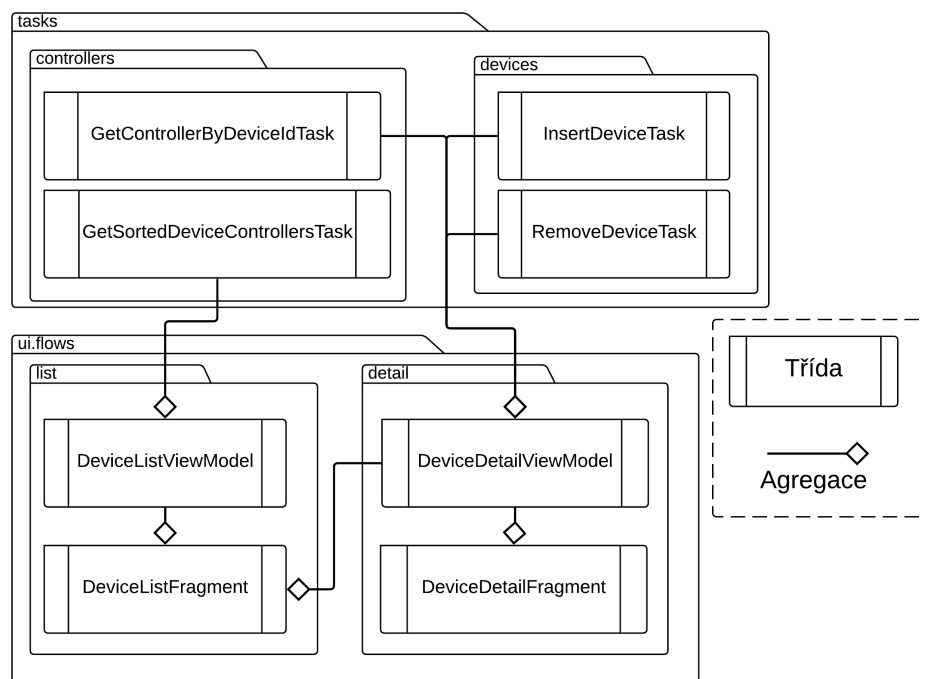 tasks
controllers
devices
GetControllerByDeviceIdTask
InsertDeviceTask
GetSortedDeviceControllersTask
RemoveDeviceTask
ui.flows
list
detail
Třída
DeviceListViewModel
DeviceDetailViewModel
Agregace
DeviceListFragment
DeviceDetailFragment